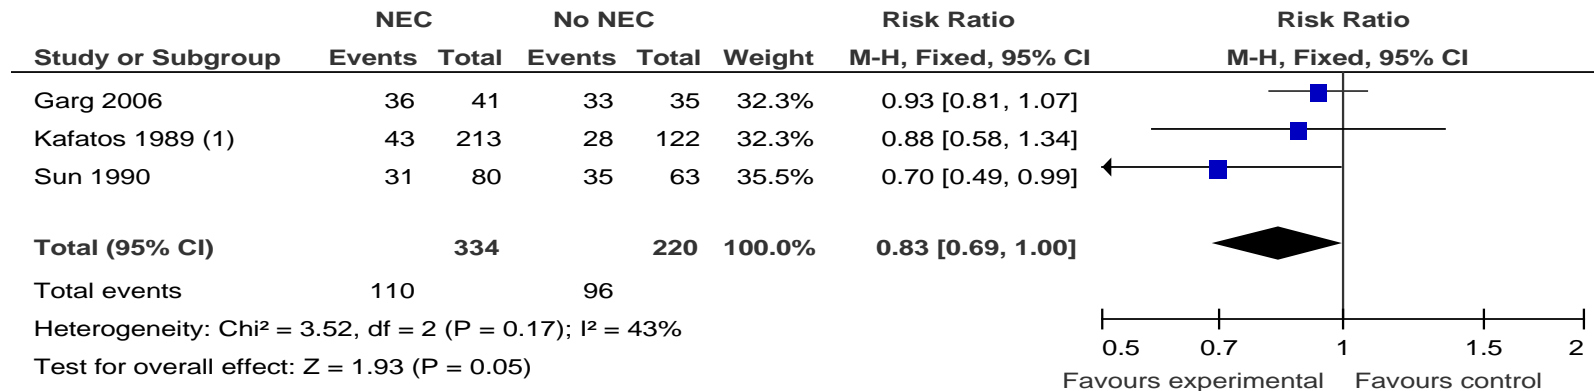 NEC No NEC Risk Ratio Risk Ratio
Study or Subgroup Events Total Events Total Weight M-H, Fixed, 95% CI M-H, Fixed, 95% CI
Garg 2006 36 41 33 35 32.3% 0.93 [0.81, 1.07]
Kafatos 1989 (1) 43 213 28 122 32.3% 0.88 [0.58, 1.34]
Sun 1990 31 80 35 63 35.5% 0.70 [0.49, 0.99]
Total (95% CI) 334 220 100.0% 0.83 [0.69, 1.00]
Total events 110 96
Heterogeneity: Chi² = 3.52, df = 2 (P = 0.17); I² = 43%
Test for overall effect: Z = 1.93 (P = 0.05)
0.5 0.7 1 1.5 2
Favours experimental Favours control